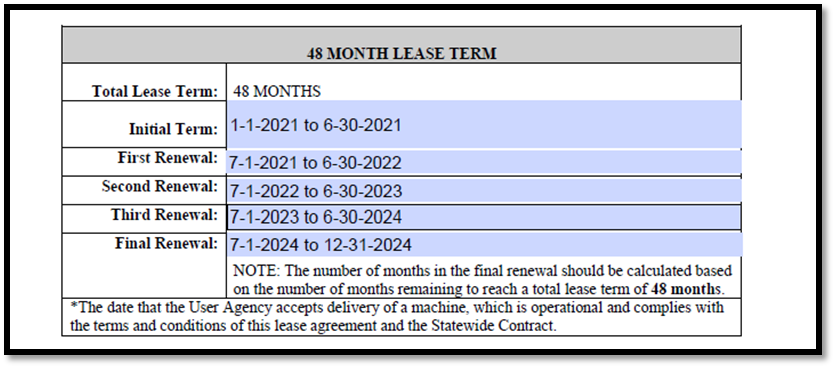 48 MONTH LEASE TERM
Total Lease Term: 48 MONTHS
Initial Term: 1-1-2021 to 6-30-2021
First Renewal: 7-1-2021 to 6-30-2022
Second Renewal: 7-1-2022 to 6-30-2023
Third Renewal: 7-1-2023 to 6-30-2024
Final Renewal: 7-1-2024 to 12-31-2024
NOTE: The number of months in the final renewal should be calculated based
on the number of months remaining to reach a total lease term of 48 months.
*The date that the User Agency accepts delivery of a machine, which is operational and complies with
the terms and conditions of this lease agreement and the Statewide Contract.